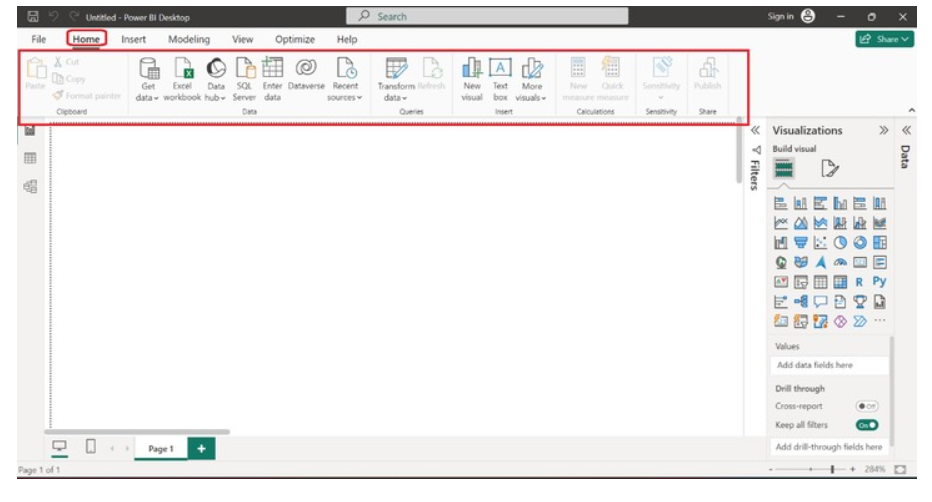 Untitled - Power BI Desktop
Search
Sign in
File Home Insert Modeling View Optimize Help
Share
Paste
Cut
Copy
Format painter
Clipboard
Get data
Excel workbook
Data hub
SQL Server
Enter data
Dataverse
Recent sources
Data
Transform data
Refresh
Queries
New visual
Text box
More visuals
Insert
New measure
Quick measure
Calculations
Sensitivity
Sensitivity
Publish
Share
Filters
Visualizations
Build visual
Data
R Py
Values
Add data fields here
Drill through
Cross-report
Off
Keep all filters
On
Add drill-through fields here
Page 1
Page 1 of 1
- + 284%